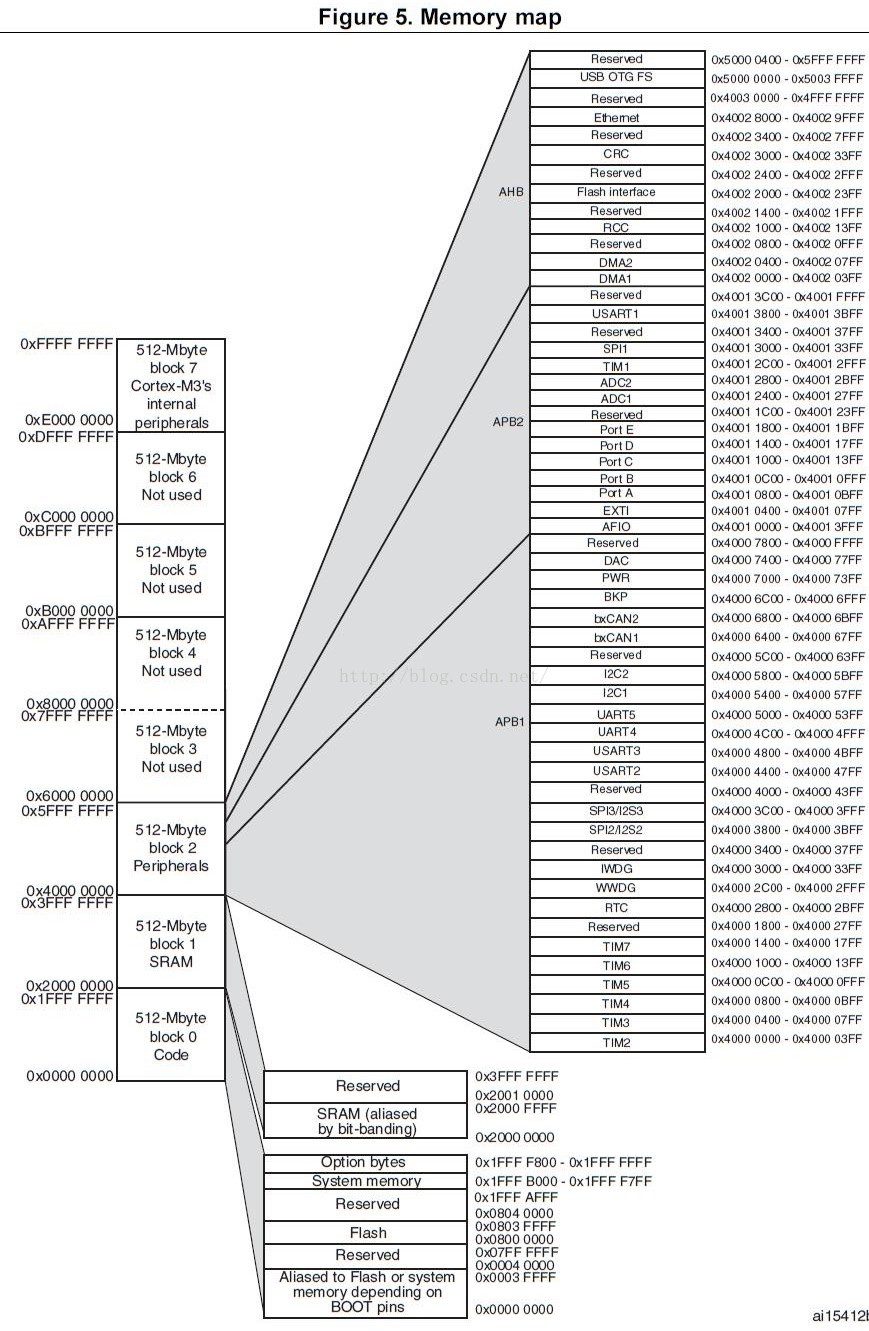 Figure 5. Memory map
Reserved 0x5000 0400 - 0x5FFF FFFF
USB OTG FS 0x5000 0000 - 0x5003 FFFF
Reserved 0x4003 0000 - 0x4FFF FFFF
Ethernet 0x4002 8000 - 0x4002 9FFF
Reserved 0x4002 3400 - 0x4002 7FFF
CRC 0x4002 3000 - 0x4002 33FF
Reserved 0x4002 2400 - 0x4002 2FFF
AHB
Flash interface 0x4002 2000 - 0x4002 23FF
Reserved 0x4002 1400 - 0x4002 1FFF
RCC 0x4002 1000 - 0x4002 13FF
Reserved 0x4002 0800 - 0x4002 0FFF
DMA2 0x4002 0400 - 0x4002 07FF
DMA1 0x4002 0000 - 0x4002 03FF
Reserved 0x4001 3C00 - 0x4001 FFFF
USART1 0x4001 3800 - 0x4001 3BFF
Reserved 0x4001 3400 - 0x4001 37FF
SPI1 0x4001 3000 - 0x4001 33FF
TIM1 0x4001 2C00 - 0x4001 2FFF
ADC2 0x4001 2800 - 0x4001 2BFF
ADC1 0x4001 2400 - 0x4001 27FF
Reserved 0x4001 1C00 - 0x4001 23FF
APB2
Port E 0x4001 1800 - 0x4001 1BFF
Port D 0x4001 1400 - 0x4001 17FF
Port C 0x4001 1000 - 0x4001 13FF
Port B 0x4001 0C00 - 0x4001 0FFF
Port A 0x4001 0800 - 0x4001 0BFF
EXTI 0x4001 0400 - 0x4001 07FF
AFIO 0x4001 0000 - 0x4001 3FFF
Reserved 0x4000 7800 - 0x4000 FFFF
DAC 0x4000 7400 - 0x4000 77FF
PWR 0x4000 7000 - 0x4000 73FF
BKP 0x4000 6C00 - 0x4000 6FFF
bxCAN2 0x4000 6800 - 0x4000 6BFF
bxCAN1 0x4000 6400 - 0x4000 67FF
Reserved 0x4000 5C00 - 0x4000 63FF
I2C2 0x4000 5800 - 0x4000 5BFF
I2C1 0x4000 5400 - 0x4000 57FF
APB1
UART5 0x4000 5000 - 0x4000 53FF
UART4 0x4000 4C00 - 0x4000 4FFF
USART3 0x4000 4800 - 0x4000 4BFF
USART2 0x4000 4400 - 0x4000 47FF
Reserved 0x4000 4000 - 0x4000 43FF
SPI3/I2S3 0x4000 3C00 - 0x4000 3FFF
SPI2/I2S2 0x4000 3800 - 0x4000 3BFF
Reserved 0x4000 3400 - 0x4000 37FF
IWDG 0x4000 3000 - 0x4000 33FF
WWDG 0x4000 2C00 - 0x4000 2FFF
RTC 0x4000 2800 - 0x4000 2BFF
Reserved 0x4000 1800 - 0x4000 27FF
TIM7 0x4000 1400 - 0x4000 17FF
TIM6 0x4000 1000 - 0x4000 13FF
TIM5 0x4000 0C00 - 0x4000 0FFF
TIM4 0x4000 0800 - 0x4000 0BFF
TIM3 0x4000 0400 - 0x4000 07FF
TIM2 0x4000 0000 - 0x4000 03FF
0xFFFF FFFF
512-Mbyte
block 7
Cortex-M3's
internal
peripherals
0xE000 0000
0xDFFF FFFF
512-Mbyte
block 6
Not used
0xC000 0000
0xBFFF FFFF
512-Mbyte
block 5
Not used
0xB000 0000
0xAFFF FFFF
512-Mbyte
block 4
Not used
0x8000 0000
0x7FFF FFFF
512-Mbyte
block 3
Not used
0x6000 0000
0x5FFF FFFF
512-Mbyte
block 2
Peripherals
0x4000 0000
0x3FFF FFFF
512-Mbyte
block 1
SRAM
0x2000 0000
0x1FFF FFFF
512-Mbyte
block 0
Code
0x0000 0000
http://blog.csdn.net/
0x3FFF FFFF
Reserved
0x2001 0000
0x2000 FFFF
SRAM (aliased
by bit-banding)
0x2000 0000
Option bytes 0x1FFF F800 - 0x1FFF FFFF
System memory 0x1FFF B000 - 0x1FFF F7FF
0x1FFF AFFF
Reserved
0x0804 0000
0x0803 FFFF
Flash
0x0800 0000
0x07FF FFFF
Reserved
0x0004 0000
0x0003 FFFF
Aliased to Flash or system
memory depending on
BOOT pins
0x0000 0000
ai15412b